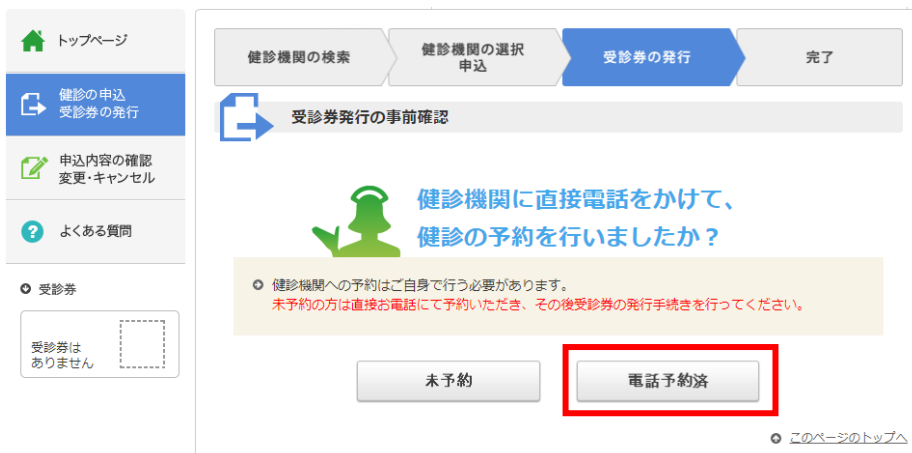 トップページ
健診の申込
受診券の発行
申込内容の確認
変更・キャンセル
よくある質問
受診券
受診券は
ありません
健診機関の検索
健診機関の選択
申込
受診券の発行
完了
受診券発行の事前確認
健診機関に直接電話をかけて、
健診の予約を行いましたか？
健診機関への予約はご自身で行う必要があります。
未予約の方は直接お電話にて予約いただき、その後受診券の発行手続きを行ってください。
未予約
電話予約済
このページのトップへ